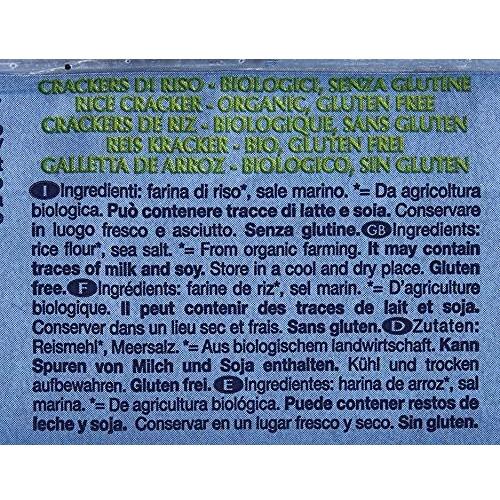 CRACKERS DI RISO - BIOLOGICI, SENZA GLUTINE
RICE CRACKER - ORGANIC, GLUTEN FREE
CRACKERS DE RIZ - BIOLOGIQUE, SANS GLUTEN
REIS KRACKER - BIO, GLUTEN FREI
GALLETTA DE ARROZ - BIOLOGICO, SIN GLUTEN
I Ingredienti: farina di riso*, sale marino. *= Da agricoltura
biologica. Può contenere tracce di latte e soia. Conservare
in luogo fresco e asciutto. Senza glutine. GB Ingredients:
rice flour*, sea salt. *= From organic farming. It may contain
traces of milk and soy. Store in a cool and dry place. Gluten
free. F Ingrédients: farine de riz*, sel marin. *= D'agriculture
biologique. Il peut contenir des traces de lait et soja.
Conserver dans un lieu sec et frais. Sans gluten. D Zutaten:
Reismehl*, Meersalz. *= Aus biologischem landwirtschaft. Kann
Spuren von Milch und Soja enthalten. Kühl und trocken
aufbewahren. Gluten frei. E Ingredientes: harina de arroz*, sal
marina. *= De agricultura biológica. Puede contener restos de
leche y soja. Conservar en un lugar fresco y seco. Sin gluten.